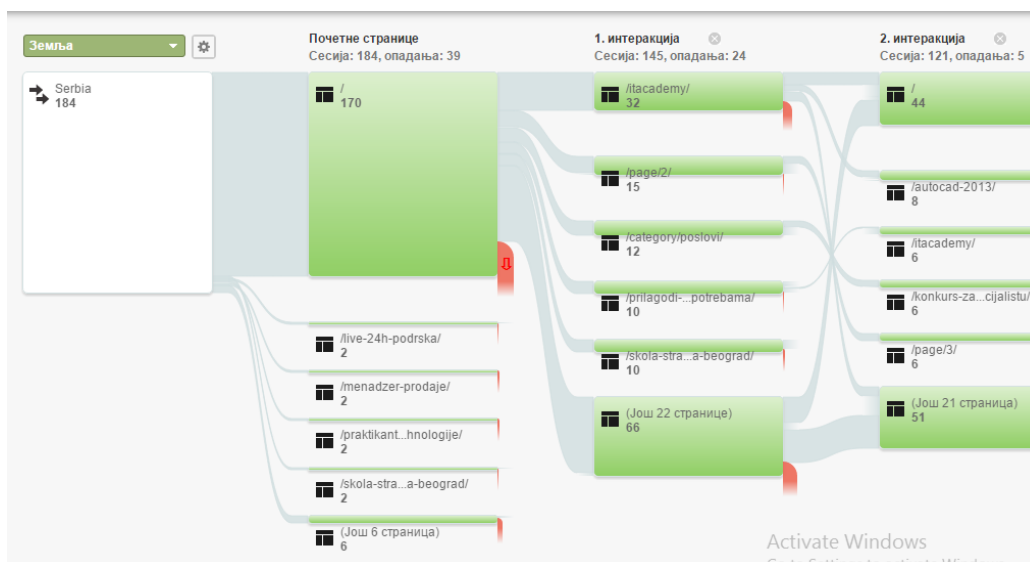 Земља
Serbia
184
Почетне странице
Сесија: 184, опадања: 39
/
170
/live-24h-podrska/
2
/menadzer-prodaje/
2
/praktikant...hnologije/
2
/skola-stra...a-beograd/
2
(Још 6 страница)
6
1. интеракција
Сесија: 145, опадања: 24
/itacademy/
32
/page/2/
15
/category/poslovi/
12
/prilagodi-...potrebama/
10
/skola-stra...a-beograd/
10
(Још 22 странице)
66
2. интеракција
Сесија: 121, опадања: 5
/
44
/autocad-2013/
8
/itacademy/
6
/konkurs-za...cijalistu/
6
/page/3/
6
(Још 21 страница)
51
Activate Windows